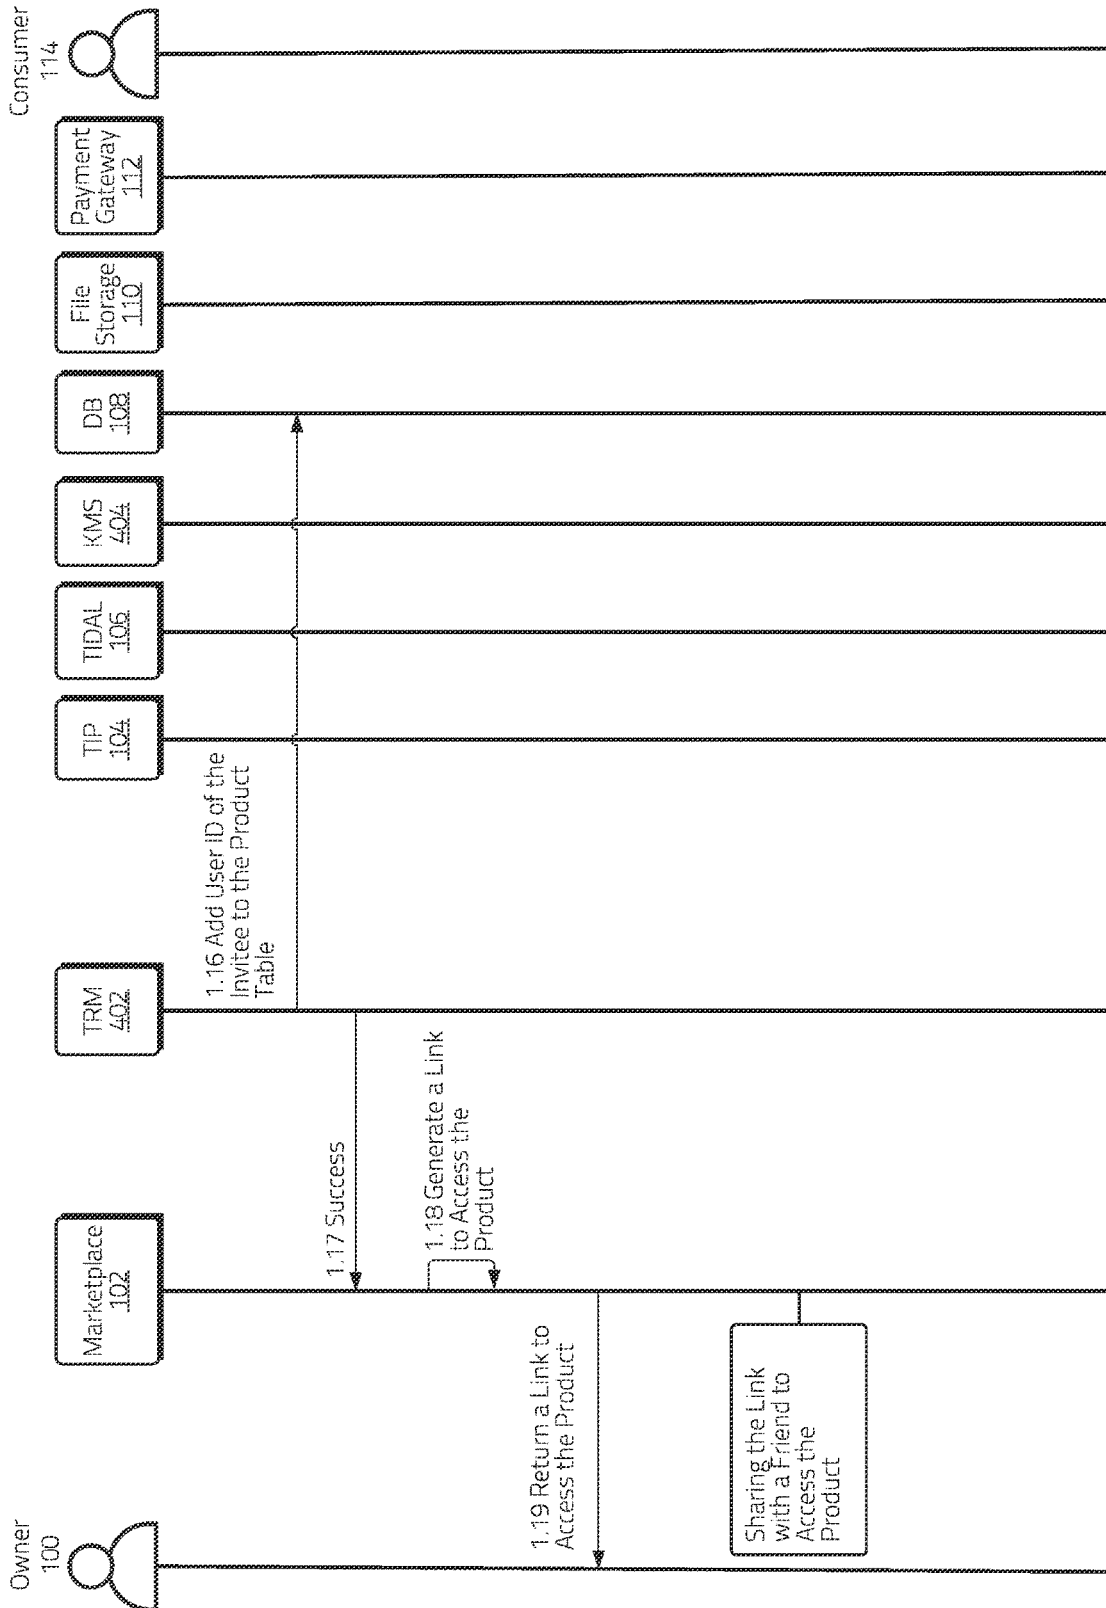 Owner
100
Marketplace
102
TRM
402
TIP
104
TIDAL
106
KMS
404
DB
108
File
Storage
110
Payment
Gateway
112
Consumer
114
1.16 Add User ID of the
Invitee to the Product
Table
1.17 Success
1.18 Generate a Link
to Access the
Product
1.19 Return a Link to
Access the Product
Sharing the Link
with a Friend to
Access the
Product